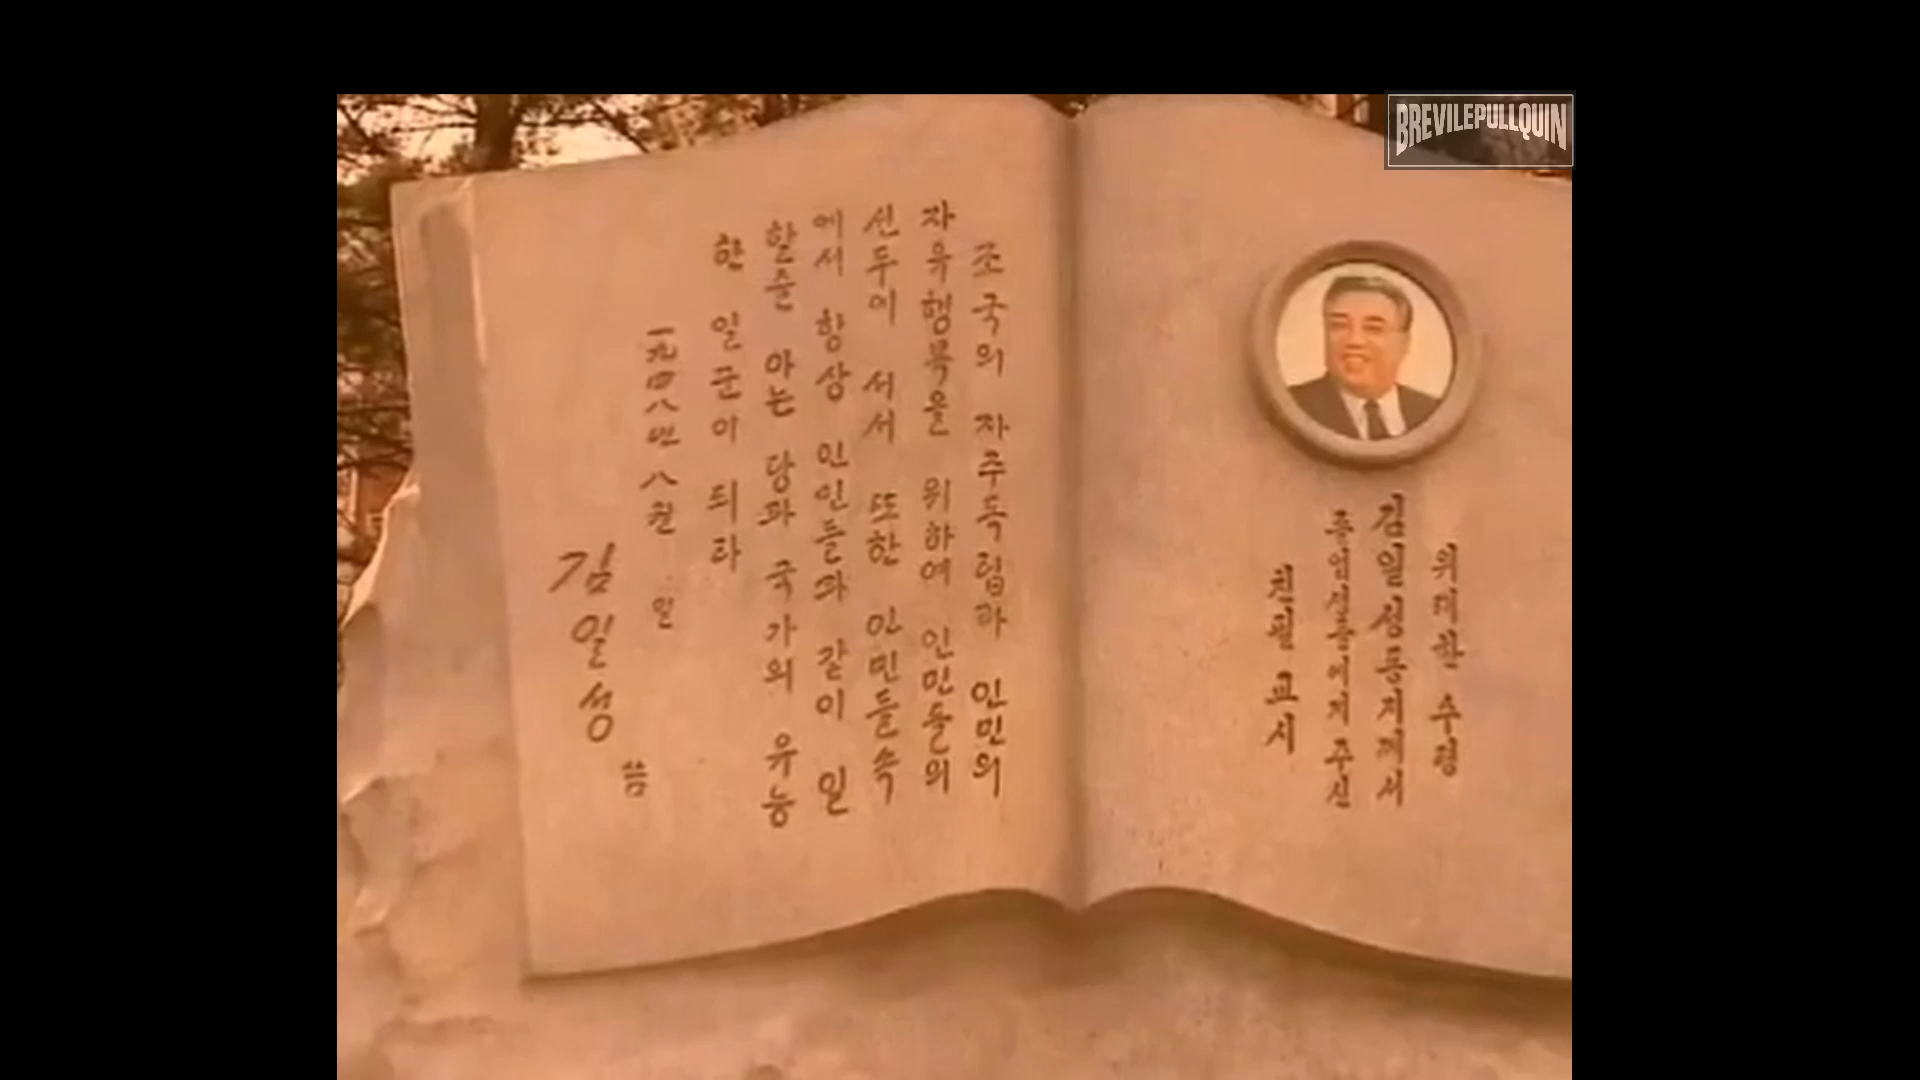 BREVILEPULLQUIN
위대한 수령
김일성동지께서
졸업생들에게 주신
친필 교시
조국의 자주독립과 인민의
자유행복을 위하여 인민들의
선두에 서서 또한 인민들속
에서 항상 인민들과 같이 일
할줄 아는 당과 국가의 유능
한 일군이 되라
一九四八년 八월 일
김일성
씀